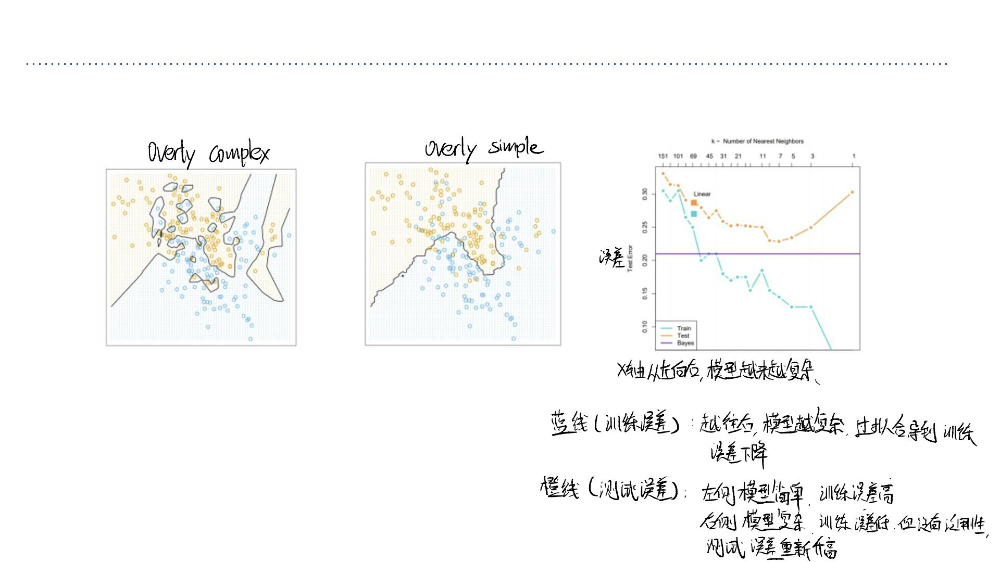 Overly complex
overly simple
k – Number of Nearest Neighbors
151 101 69 45 31 21 11 7 5 3 1
Linear
0.30
0.25
0.20
0.15
0.10
误差
Test Error
Train
Test
Bayes
X轴从左向右,模型越来越复杂、
蓝线(训练误差):越往右,模型越复杂,过拟合导致训练
误差下降
橙线(测试误差):左侧模型简单,训练误差高
右侧模型复杂 训练误差低.但没有泛用性,
测试误差重新升高